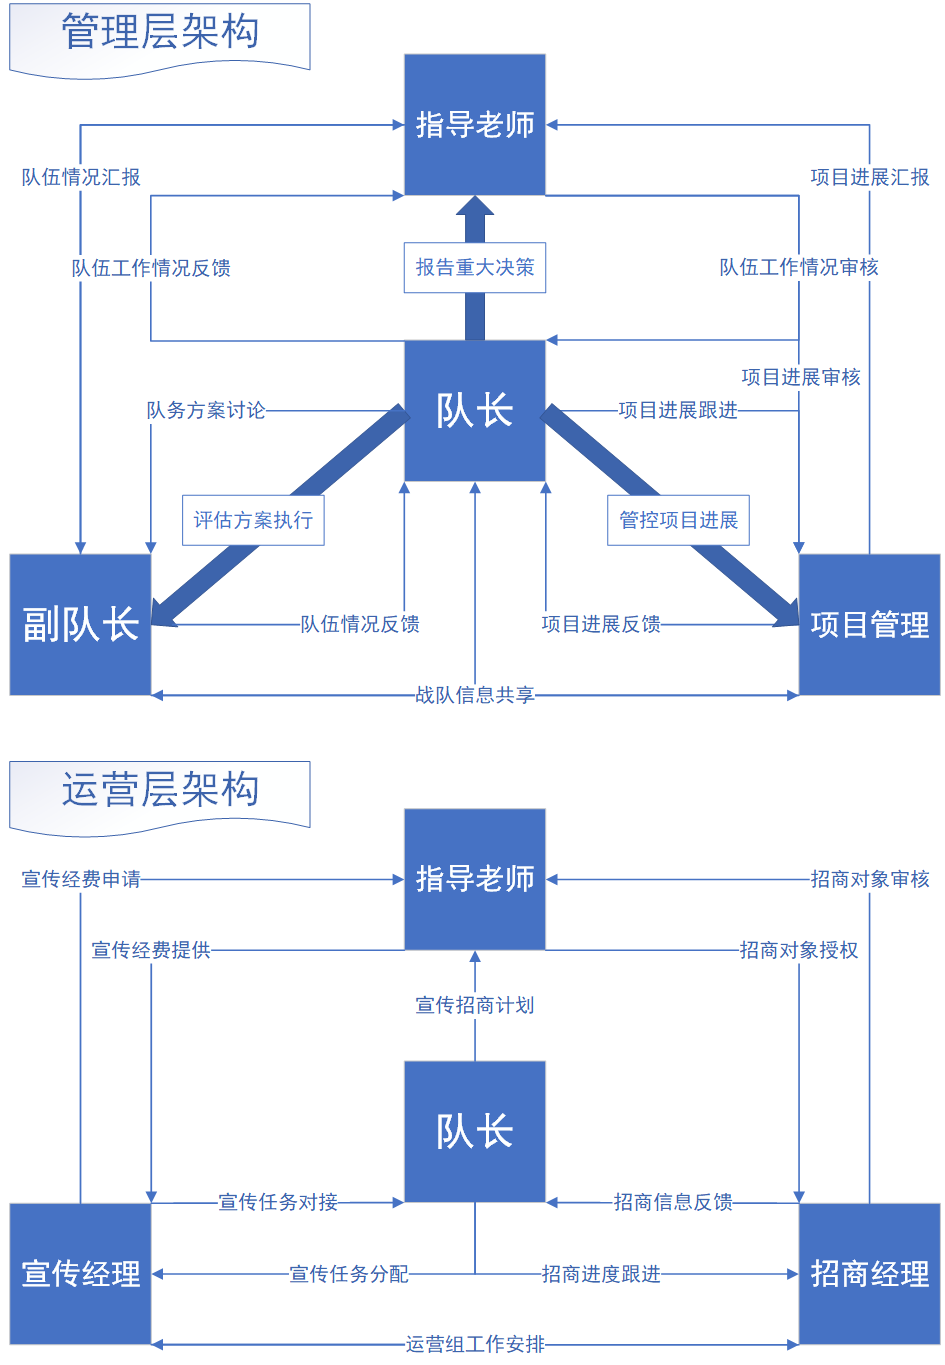 管理层架构
指导老师
队伍情况汇报
项目进展汇报
队伍工作情况反馈
报告重大决策
队伍工作情况审核
项目进展审核
队务方案讨论
队长
项目进展跟进
评估方案执行
管控项目进展
副队长
队伍情况反馈
项目进展反馈
项目管理
战队信息共享
运营层架构
指导老师
宣传经费申请
招商对象审核
宣传经费提供
招商对象授权
宣传招商计划
队长
宣传任务对接
招商信息反馈
宣传经理
宣传任务分配
招商进度跟进
招商经理
运营组工作安排